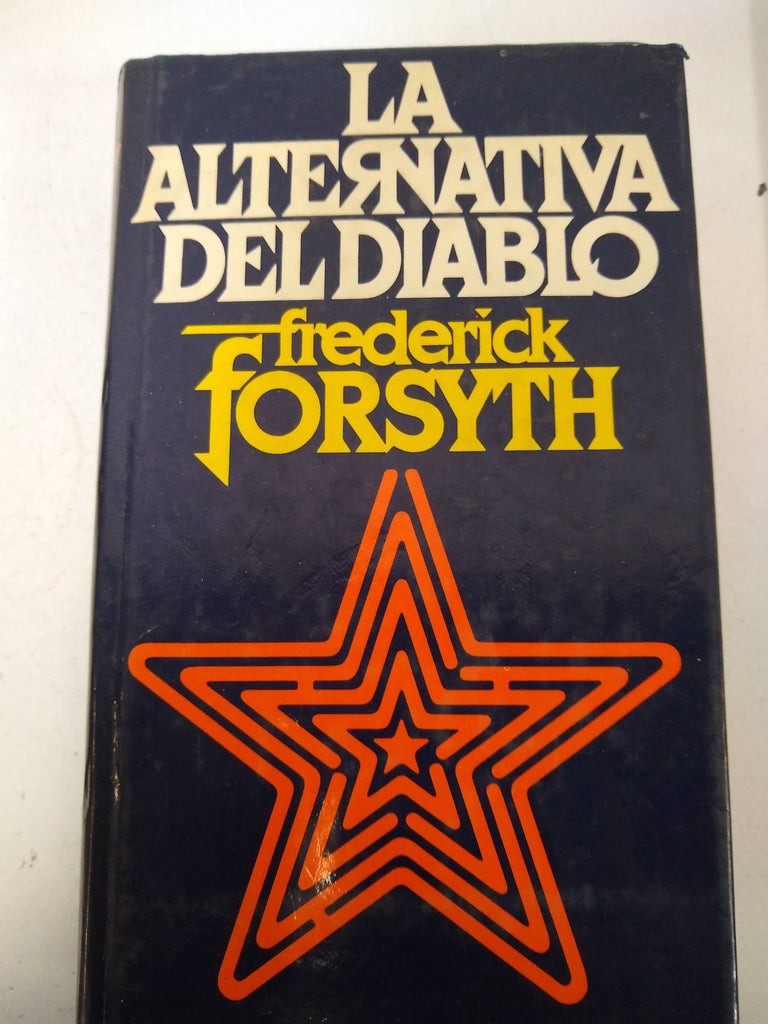 LA
ALTERNATIVA
DEL DIABLO
frederick
FORSYTH